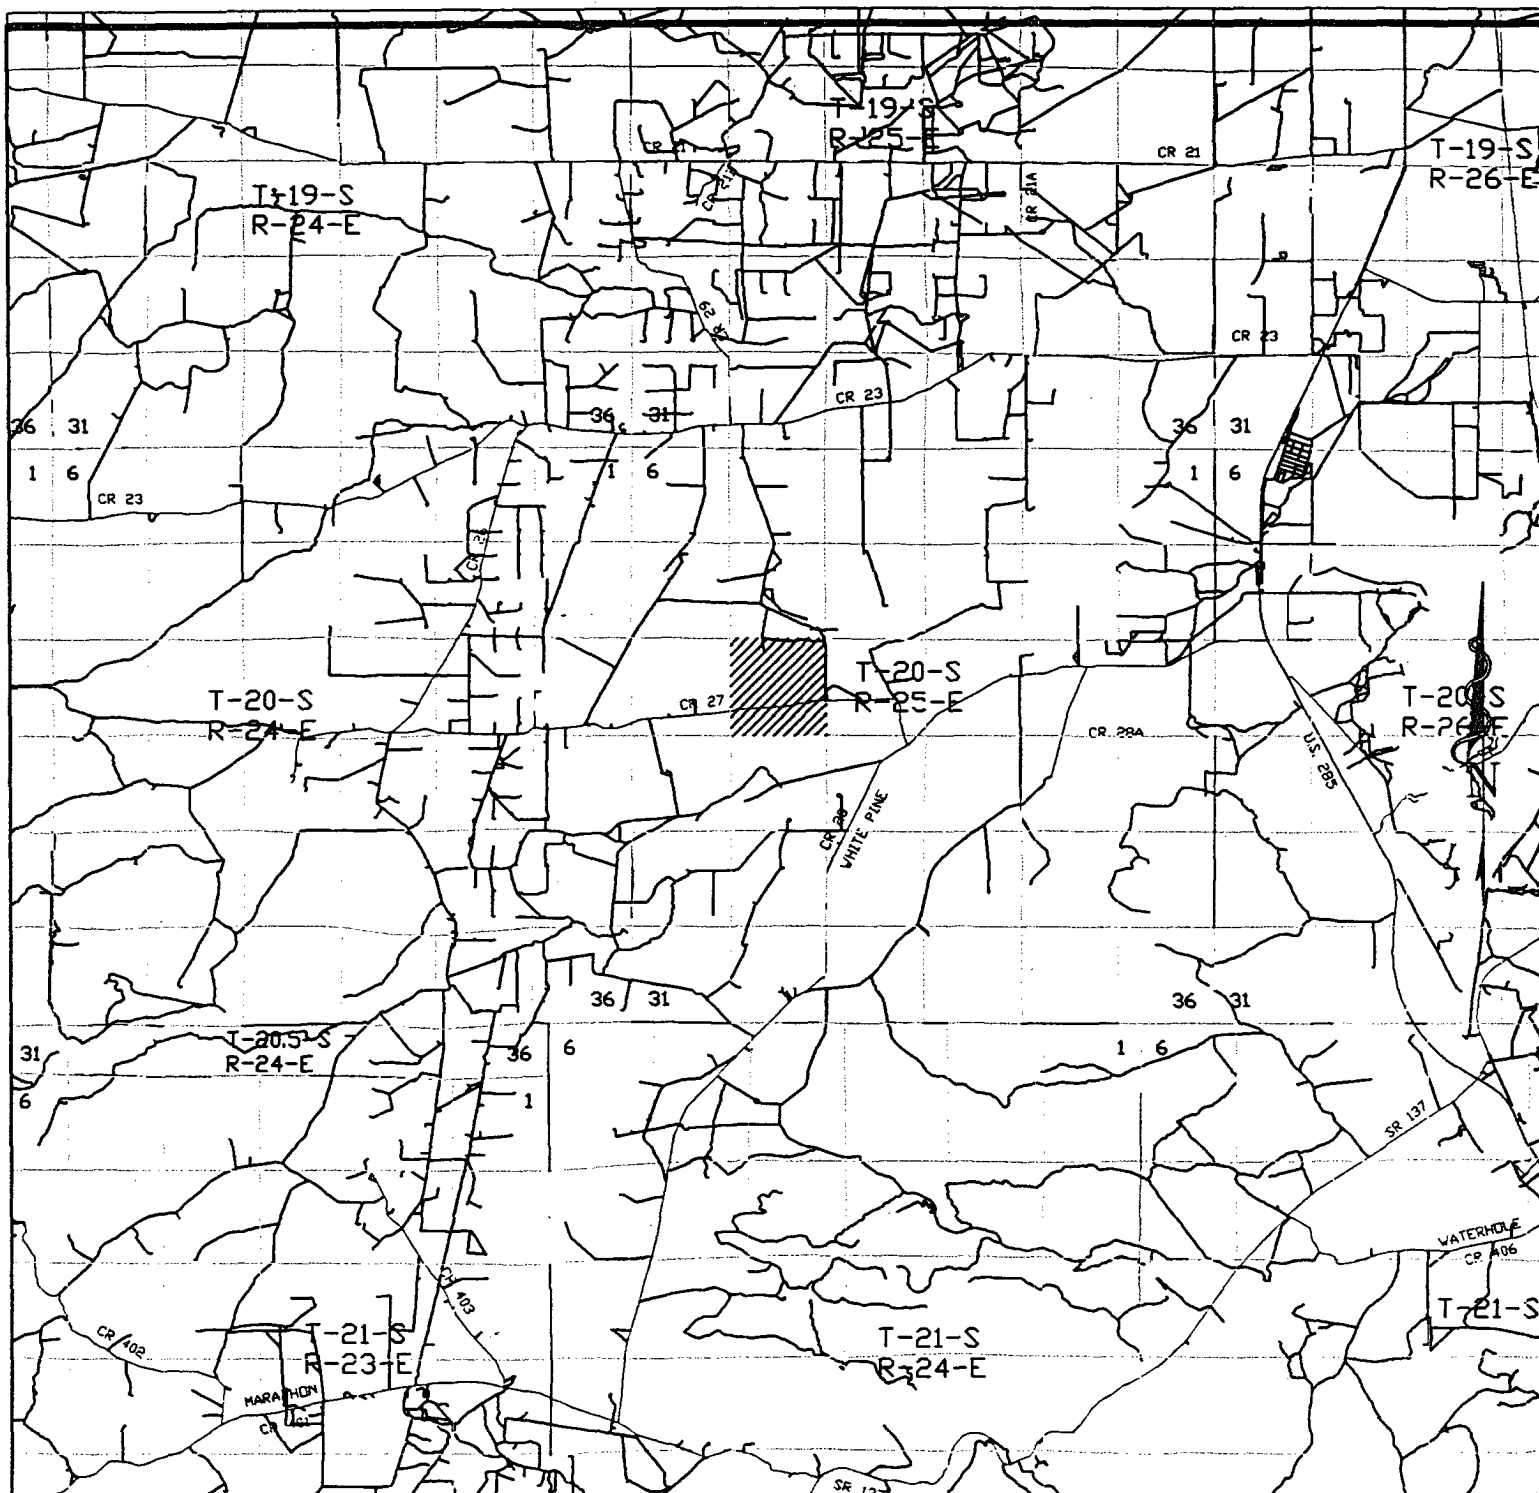 T-19-S
R-25-E
CR 21
T-19-S
R-26-E
CR 21A
T-19-S
R-24-E
CR 29
CR 23
CR 23
36 31
36 31
36 31
1 6
1 6
1 6
CR 23
T-20-S
R-24-E
CR 27
T-20-S
R-25-E
T-20-S
R-26-E
CR 28A
U.S. 285
WHITE PINE
36 31
36 31
T-20.5-S
R-24-E
31
36 6
1 6
6
1
SR 137
WATERHOLE
CR 406
T-21-S
CR 403
CR 402
T-21-S
R-23-E
T-21-S
R-24-E
MARATHON